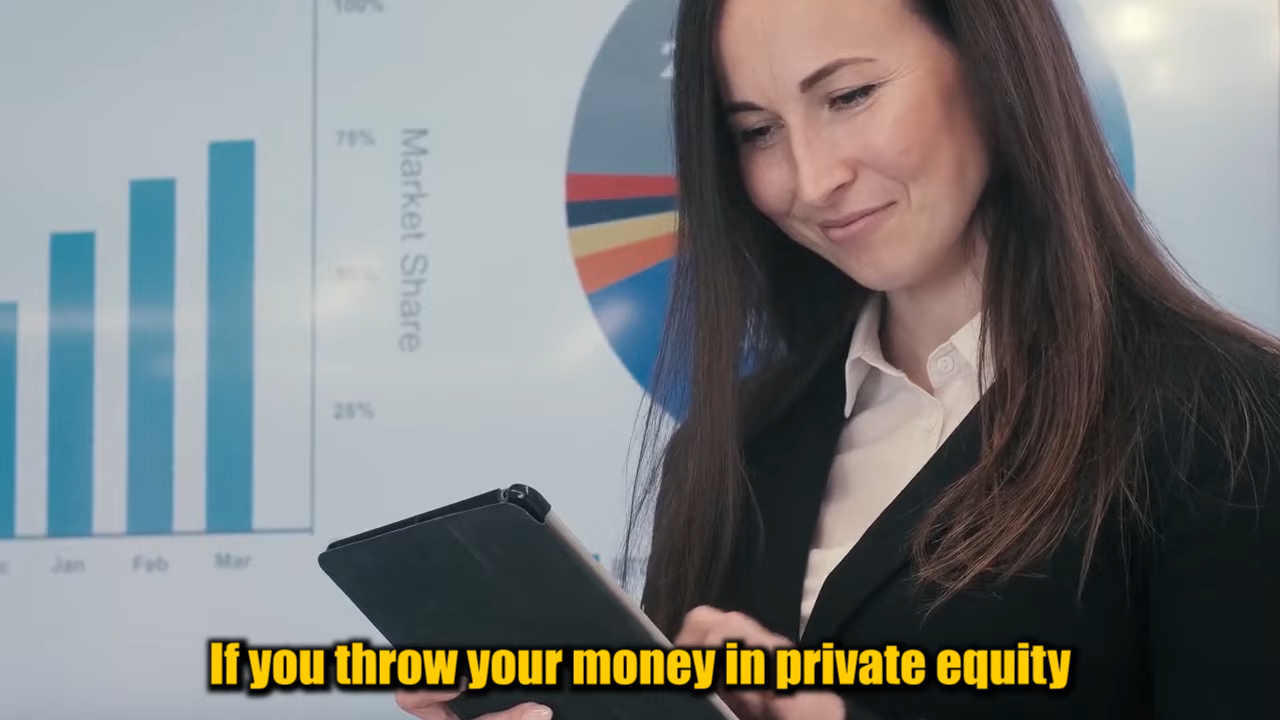 100%
75%
Market Share
25%
Jan
Feb
Mar
If you throw your money in private equity